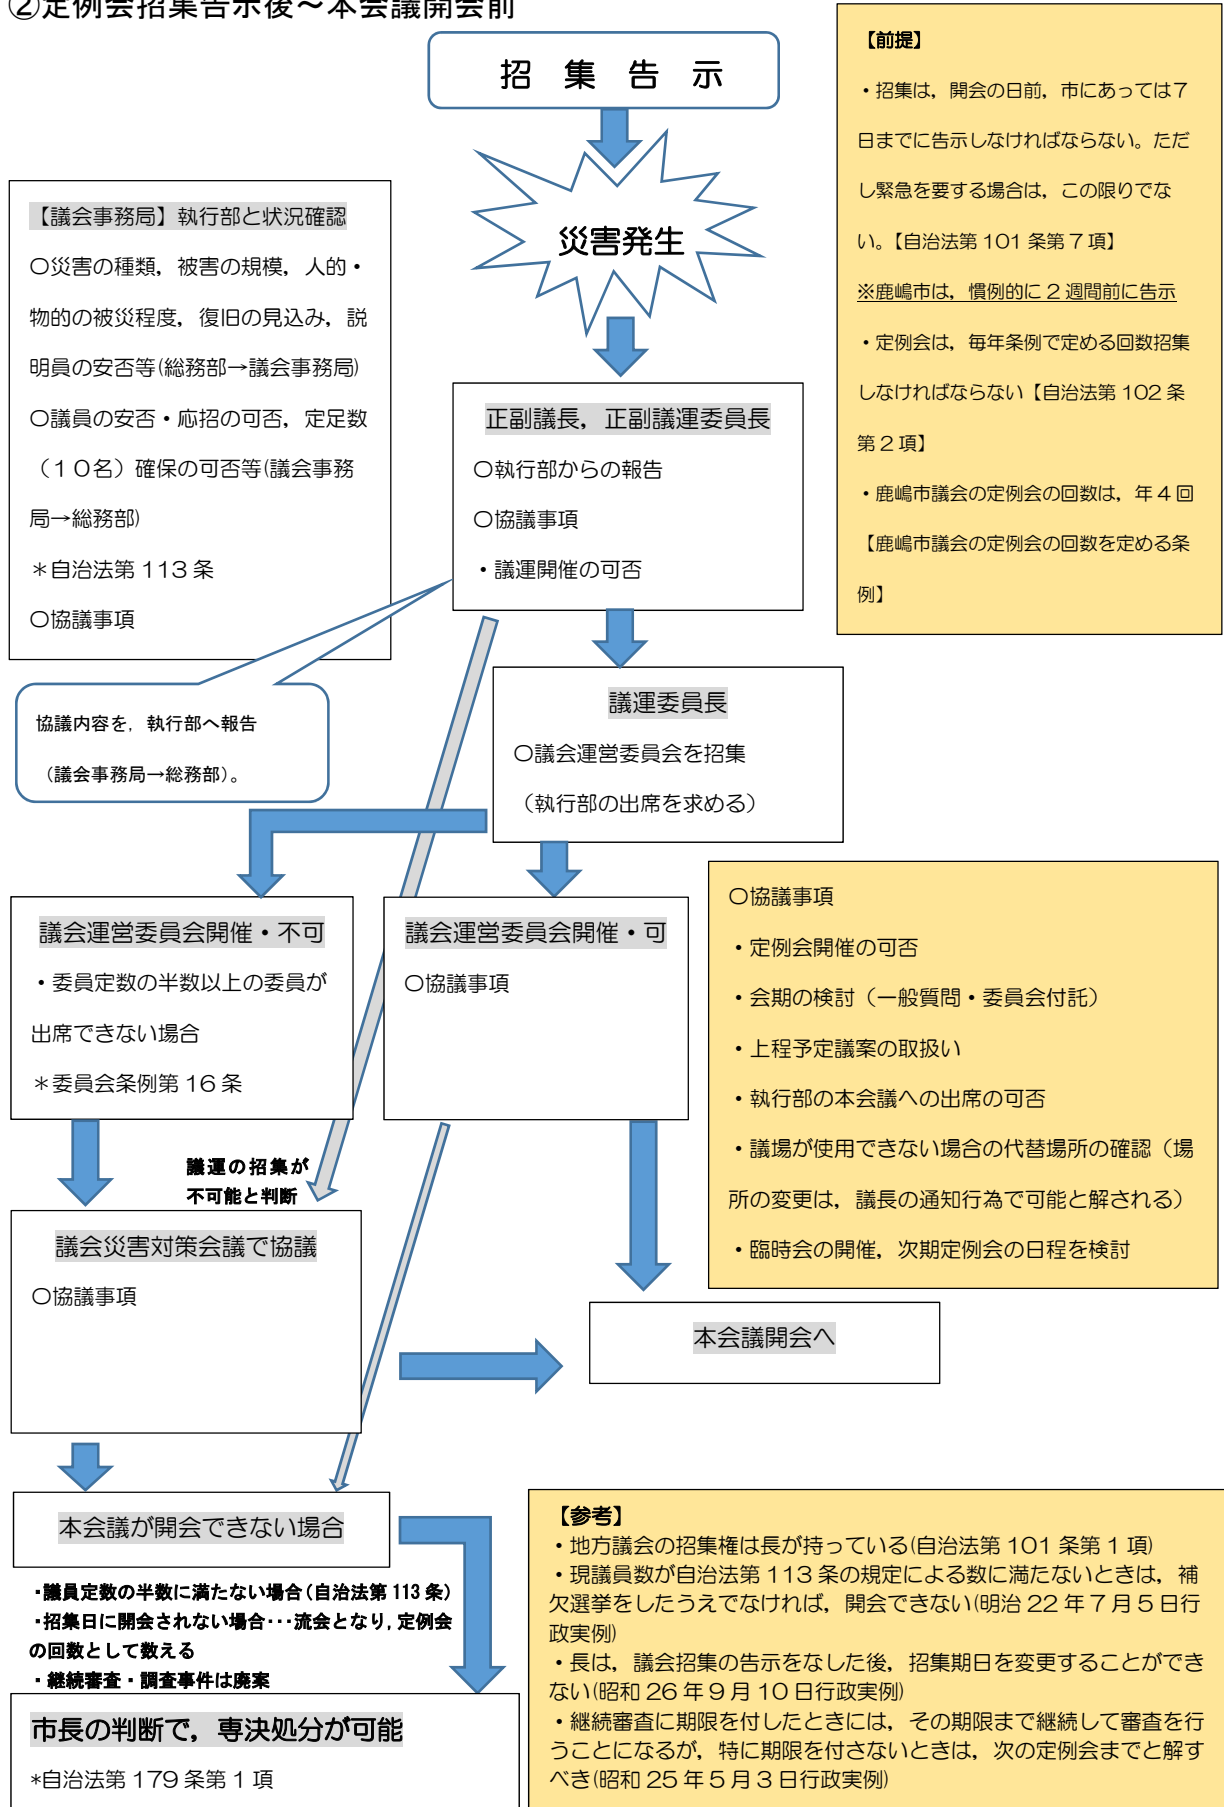 ②定例会招集告示後～本会議開会前
招　集　告　示
災害発生
【前提】
・招集は，開会の日前，市にあっては７
日までに告示しなければならない。ただ
し緊急を要する場合は，この限りでな
い。【自治法第 101 条第７項】
※鹿嶋市は，慣例的に２週間前に告示
・定例会は，毎年条例で定める回数招集
しなければならない【自治法第 102 条
第２項】
・鹿嶋市議会の定例会の回数は，年４回
【鹿嶋市議会の定例会の回数を定める条
例】
【議会事務局】執行部と状況確認
〇災害の種類，被害の規模，人的・
物的の被災程度，復旧の見込み，説
明員の安否等(総務部→議会事務局)
〇議員の安否・応招の可否，定足数
（１０名）確保の可否等(議会事務
局→総務部)
＊自治法第 113 条
〇協議事項
正副議長，正副議運委員長
〇執行部からの報告
〇協議事項
・議運開催の可否
協議内容を，執行部へ報告
（議会事務局→総務部）。
議運委員長
〇議会運営委員会を招集
（執行部の出席を求める）
議会運営委員会開催・不可
・委員定数の半数以上の委員が
出席できない場合
＊委員会条例第 16 条
議会運営委員会開催・可
〇協議事項
〇協議事項
・定例会開催の可否
・会期の検討（一般質問・委員会付託）
・上程予定議案の取扱い
・執行部の本会議への出席の可否
・議場が使用できない場合の代替場所の確認（場
所の変更は，議長の通知行為で可能と解される）
・臨時会の開催，次期定例会の日程を検討
議運の招集が
不可能と判断
議会災害対策会議で協議
〇協議事項
本会議開会へ
本会議が開会できない場合
・議員定数の半数に満たない場合（自治法第 113 条）
・招集日に開会されない場合・・・流会となり，定例会
の回数として数える
・継続審査・調査事件は廃案
市長の判断で，専決処分が可能
*自治法第 179 条第１項
【参考】
・地方議会の招集権は長が持っている(自治法第 101 条第１項)
・現議員数が自治法第 113 条の規定による数に満たないときは，補
欠選挙をしたうえでなければ，開会できない(明治 22 年７月５日行
政実例)
・長は，議会招集の告示をなした後，招集期日を変更することができ
ない(昭和 26 年９月 10 日行政実例)
・継続審査に期限を付したときには，その期限まで継続して審査を行
うことになるが，特に期限を付さないときは，次の定例会までと解す
べき(昭和 25 年５月３日行政実例)